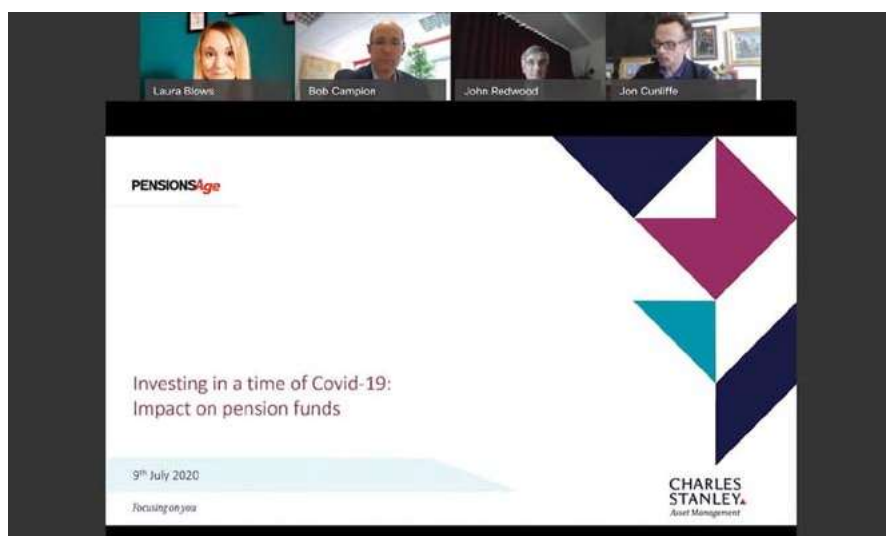 Laura Blows
Bob Campion
John Redwood
Jon Cunliffe
PENSIONSAge
Investing in a time of Covid-19:
Impact on pension funds
9th July 2020
Focusing on you
CHARLES
STANLEY
Asset Management